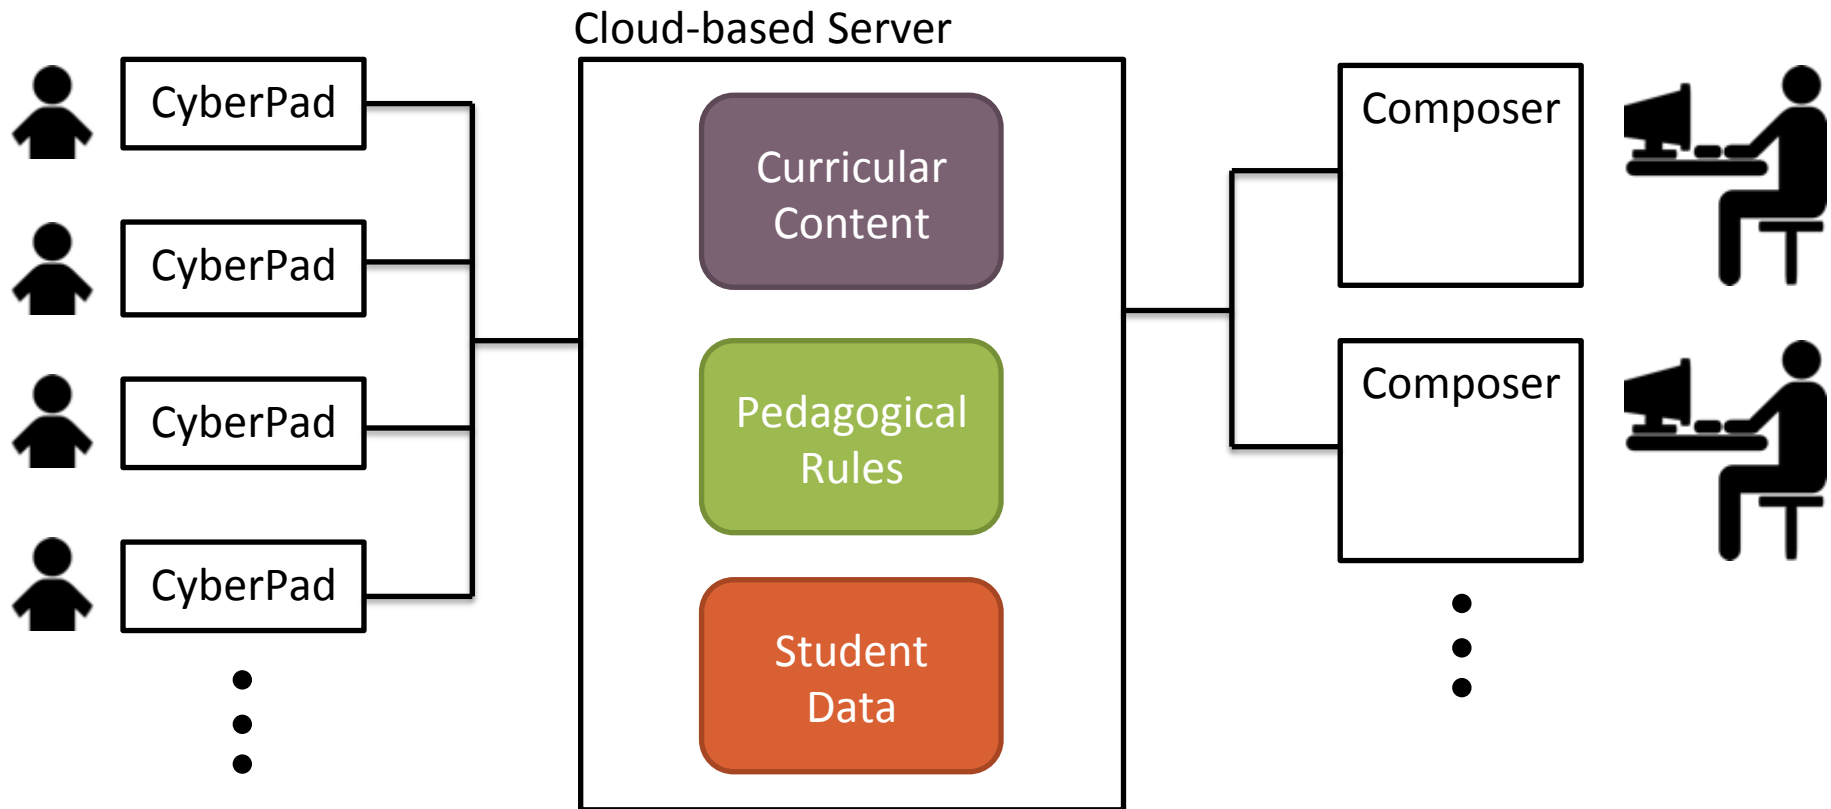 Cloud-based Server
CyberPad
CyberPad
CyberPad
CyberPad
Curricular
Content
Pedagogical
Rules
Student
Data
Composer
Composer